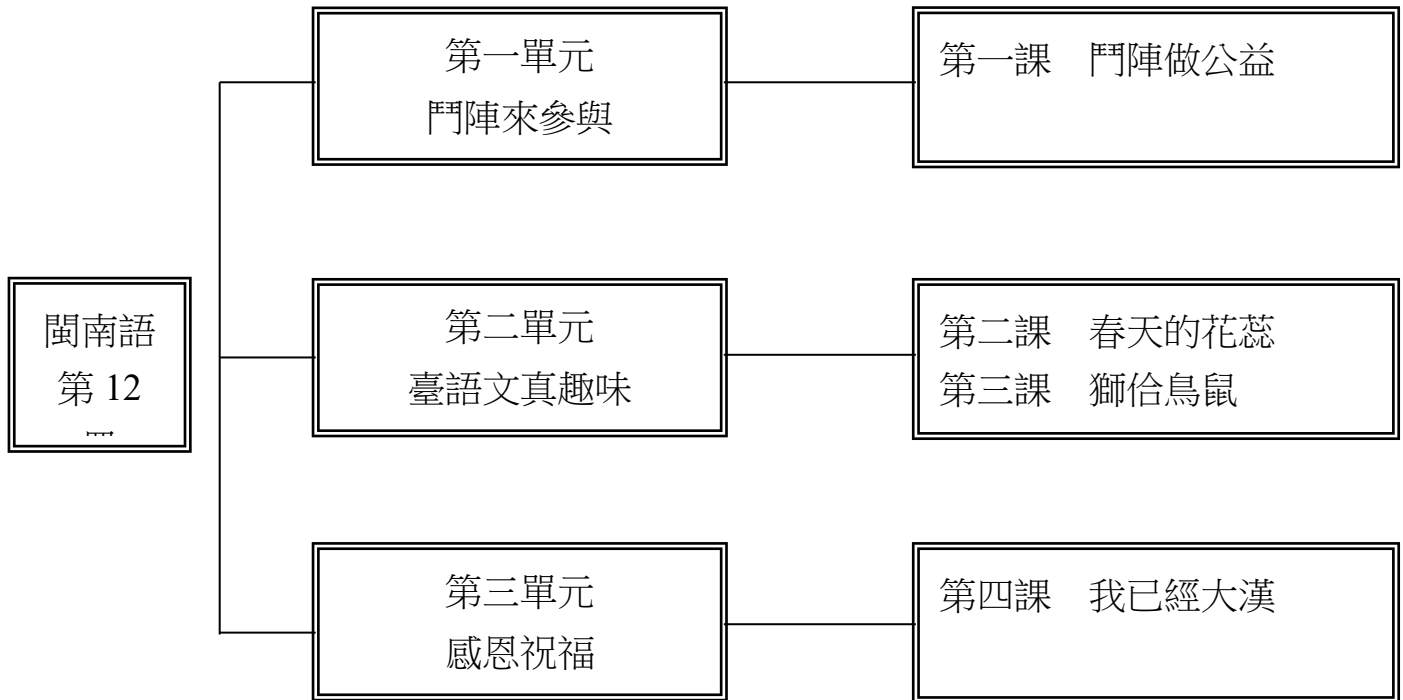 閩南語
第 12
第一單元
鬥陣來參與
第一課　鬥陣做公益
第二單元
臺語文真趣味
第二課　春天的花蕊
第三課　獅佮鳥鼠
第三單元
感恩祝福
第四課　我已經大漢